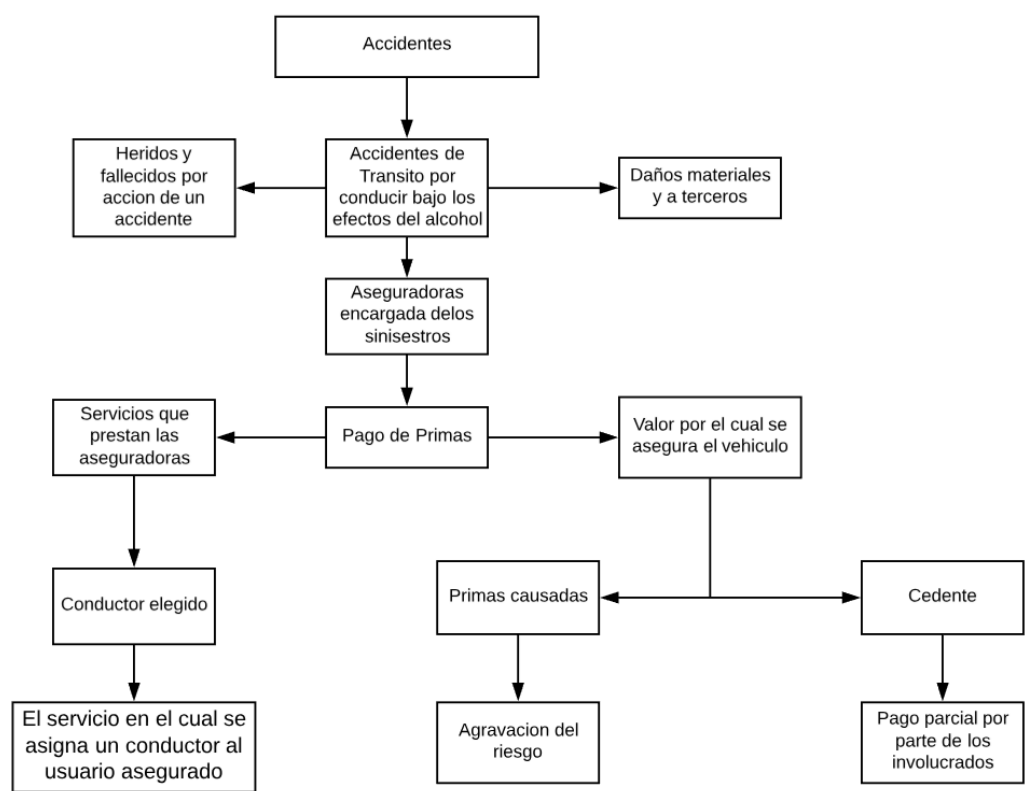 Accidentes
Heridos y
fallecidos por
accion de un
accidente
Accidentes de
Transito por
conducir bajo los
efectos del alcohol
Daños materiales
y a terceros
Aseguradoras
encargada delos
sinisestros
Servicios que
prestan las
aseguradoras
Pago de Primas
Valor por el cual se
asegura el vehiculo
Conductor elegido
Primas causadas
Cedente
El servicio en el cual se
asigna un conductor al
usuario asegurado
Agravacion del
riesgo
Pago parcial por
parte de los
involucrados